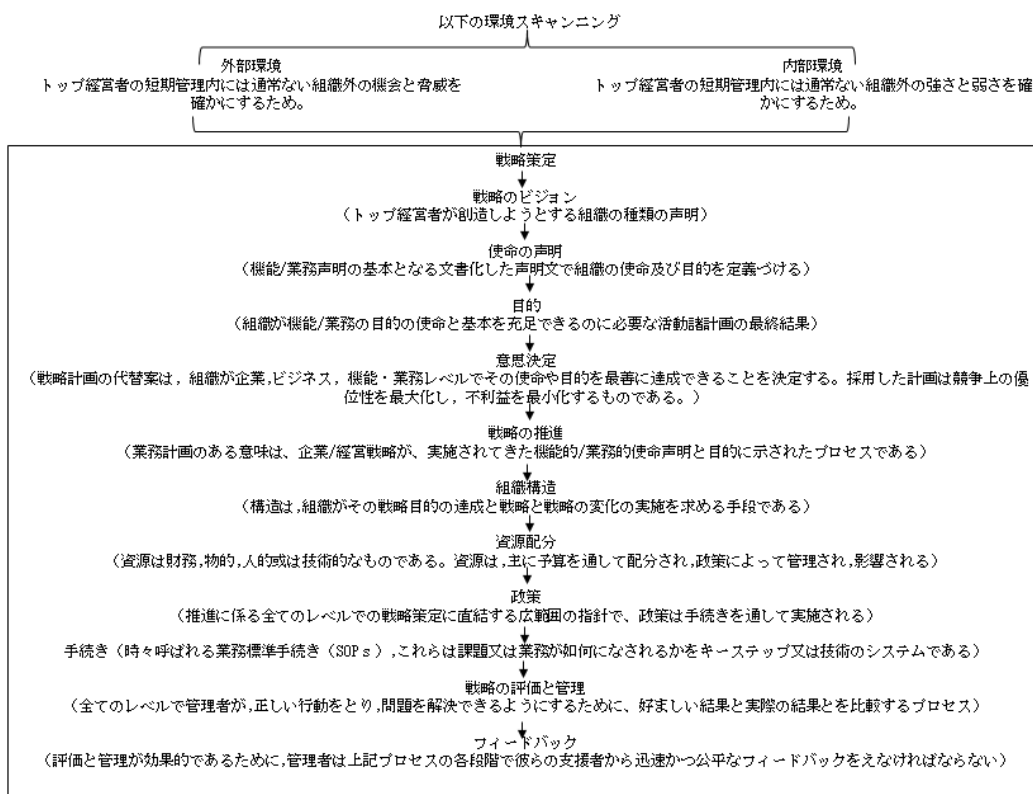 以下の環境スキャンニング
外部環境
トップ経営者の短期管理内には通常ない組織外の機会と脅威を
確かにするため。
内部環境
トップ経営者の短期管理内には通常ない組織外の強さと弱さを確
かにするため。
戦略策定
戦略のビジョン
(トップ経営者が創造しようとする組織の種類の声明)
使命の声明
(機能/業務声明の基本となる文書化した声明文で組織の使命及び目的を定義づける)
目的
(組織が機能/業務の目的の使命と基本を充足できるのに必要な活動諸計画の最終結果)
意思決定
(戦略計画の代替案は,組織が企業,ビジネス,機能・業務レベルでその使命や目的を最善に達成できることを決定する。採用した計画は競争上の優
位性を最大化し,不利益を最小化するものである。)
戦略の推進
(業務計画のある意味は、企業/経営戦略が、実施されてきた機能的/業務的使命声明と目的に示されたプロセスである)
組織構造
(構造は,組織がその戦略目的の達成と戦略と戦略の変化の実施を求める手段である)
資源配分
(資源は財務,物的,人的或は技術的なものである。資源は,主に予算を通して配分され,政策によって管理され,影響される)
政策
(推進に係る全てのレベルでの戦略策定に直結する広範囲の指針で、政策は手続きを通して実施される)
手続き(時々呼ばれる業務標準手続き(SOPs),これらは課題又は業務が如何になされるかをキーステップ又は技術のシステムである)
戦略の評価と管理
(全てのレベルで管理者が,正しい行動をとり,問題を解決できるようにするために、好ましい結果と実際の結果とを比較するプロセス)
フィードバック
(評価と管理が効果的であるために,管理者は上記プロセスの各段階で彼らの支援者から迅速かつ公平なフィードバックをえなければならない)